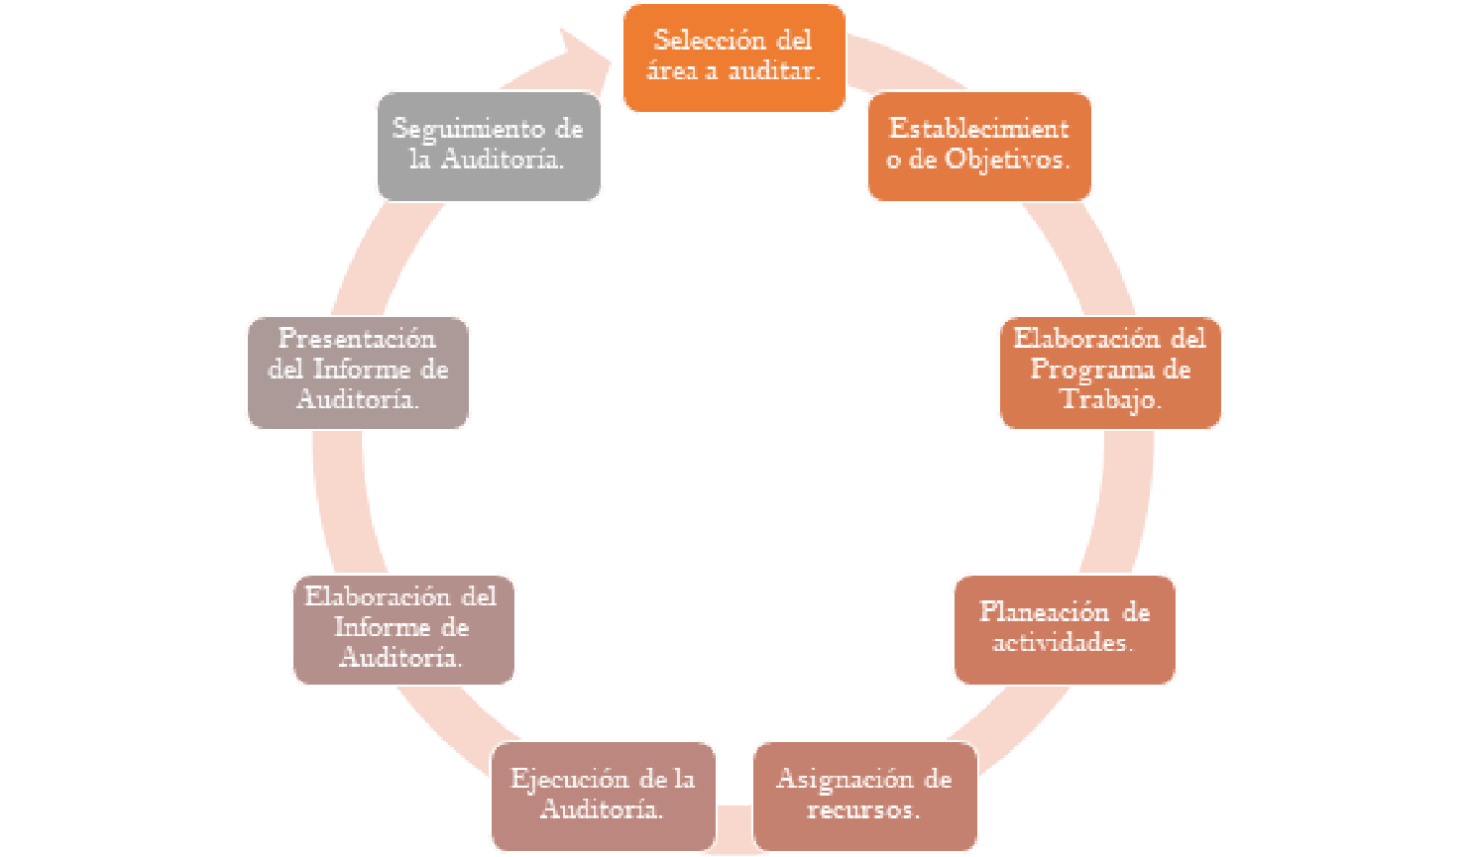 Selección del
área a auditar.
Establecimient
o de Objetivos.
Elaboración del
Programa de
Trabajo.
Planeación de
actividades.
Asignación de
recursos.
Ejecución de la
Auditoría.
Elaboración del
Informe de
Auditoría.
Presentación
del Informe de
Auditoría.
Seguimiento de
la Auditoría.